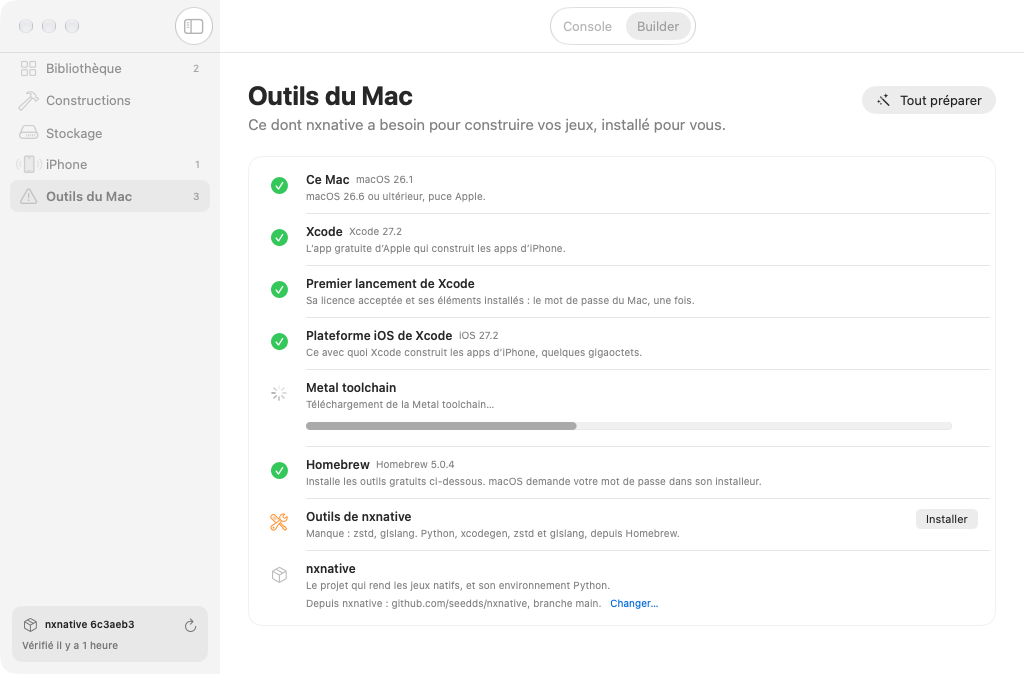 Console
Builder
Bibliothèque 2
Constructions
Stockage
iPhone 1
Outils du Mac 3
Outils du Mac
Ce dont nxnative a besoin pour construire vos jeux, installé pour vous.
Tout préparer
Ce Mac macOS 26.1
macOS 26.6 ou ultérieur, puce Apple.
Xcode Xcode 27.2
L'app gratuite d'Apple qui construit les apps d'iPhone.
Premier lancement de Xcode
Sa licence acceptée et ses éléments installés : le mot de passe du Mac, une fois.
Plateforme iOS de Xcode iOS 27.2
Ce avec quoi Xcode construit les apps d'iPhone, quelques gigaoctets.
Metal toolchain
Téléchargement de la Metal toolchain...
Homebrew Homebrew 5.0.4
Installe les outils gratuits ci-dessous. macOS demande votre mot de passe dans son installeur.
Outils de nxnative
Manque : zstd, glslang. Python, xcodegen, zstd et glslang, depuis Homebrew.
Installer
nxnative
Le projet qui rend les jeux natifs, et son environnement Python.
Depuis nxnative : github.com/seedds/nxnative, branche main. Changer...
nxnative 6c3aeb3
Vérifié il y a 1 heure